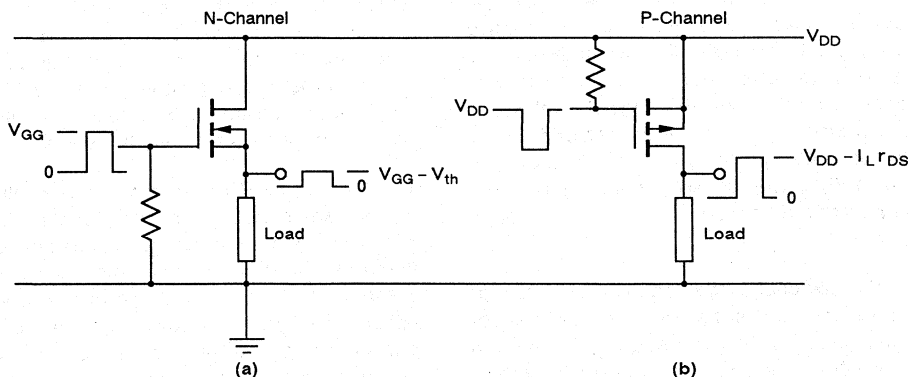 N-Channel
P-Channel
V_DD
V_DD
V_GG
0
V_GG – V_th
0
V_DD – I_L r_DS
0
Load
Load
(a)
(b)